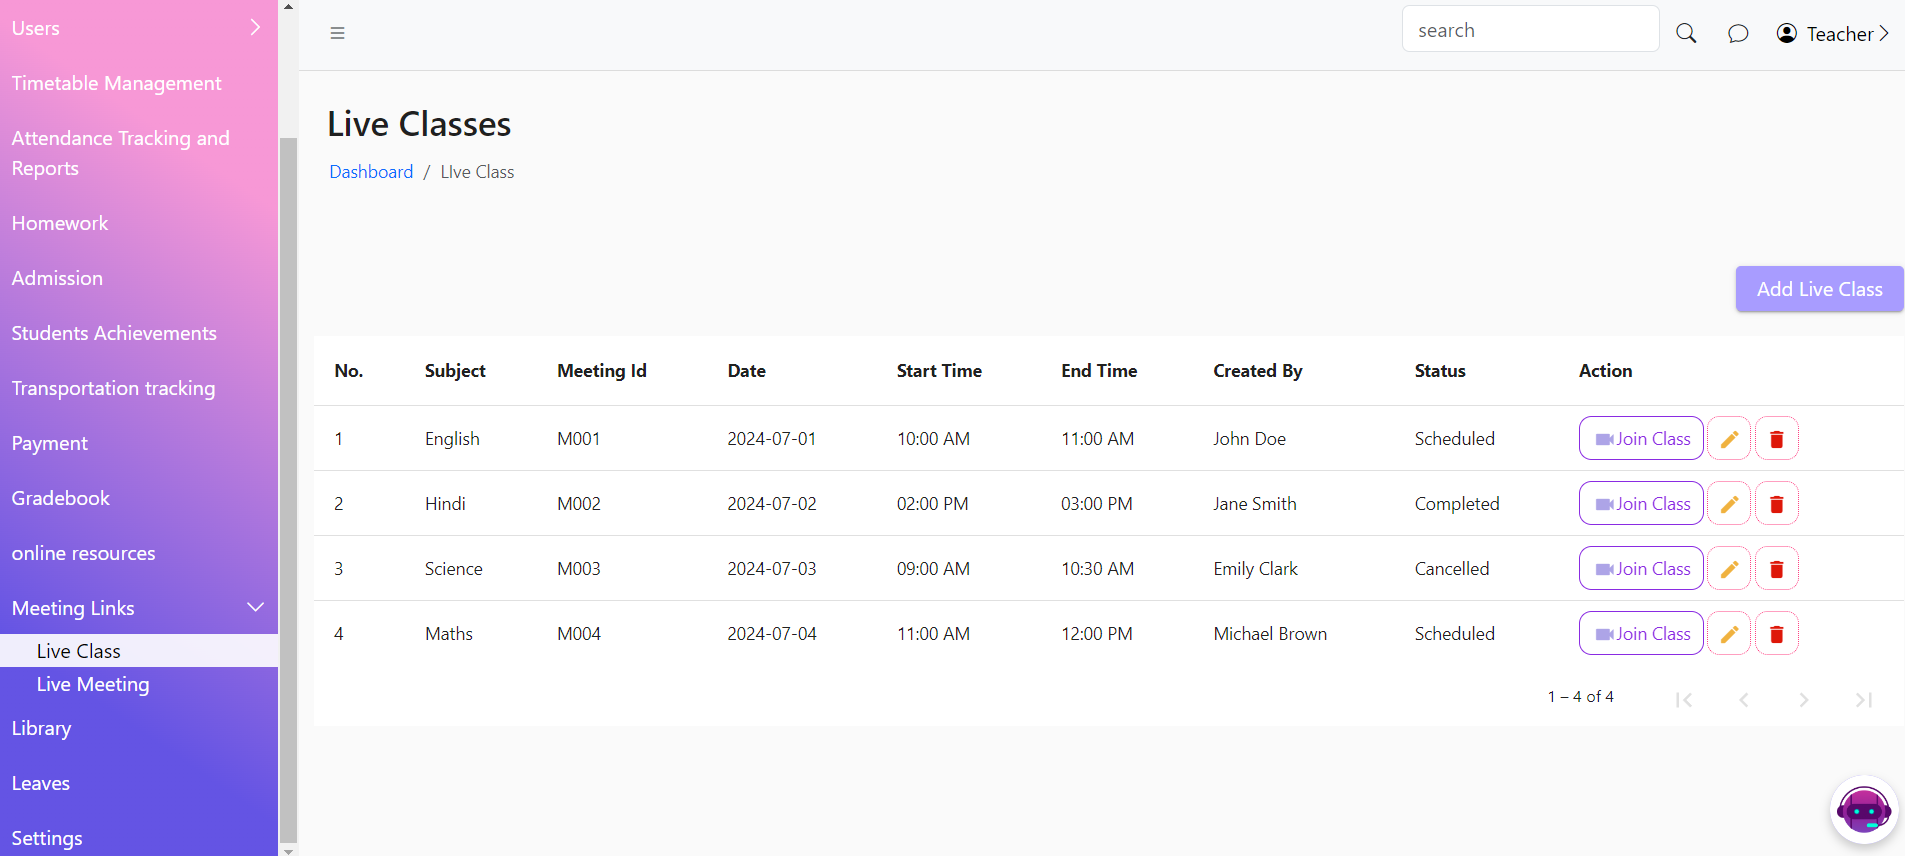 Users
Timetable Management
Attendance Tracking and
Reports
Homework
Admission
Students Achievements
Transportation tracking
Payment
Gradebook
online resources
Meeting Links
Live Class
Live Meeting
Library
Leaves
Settings
search
Teacher
Live Classes
Dashboard / LIve Class
Add Live Class
No. Subject Meeting Id Date Start Time End Time Created By Status Action
1 English M001 2024-07-01 10:00 AM 11:00 AM John Doe Scheduled Join Class
2 Hindi M002 2024-07-02 02:00 PM 03:00 PM Jane Smith Completed Join Class
3 Science M003 2024-07-03 09:00 AM 10:30 AM Emily Clark Cancelled Join Class
4 Maths M004 2024-07-04 11:00 AM 12:00 PM Michael Brown Scheduled Join Class
1 – 4 of 4